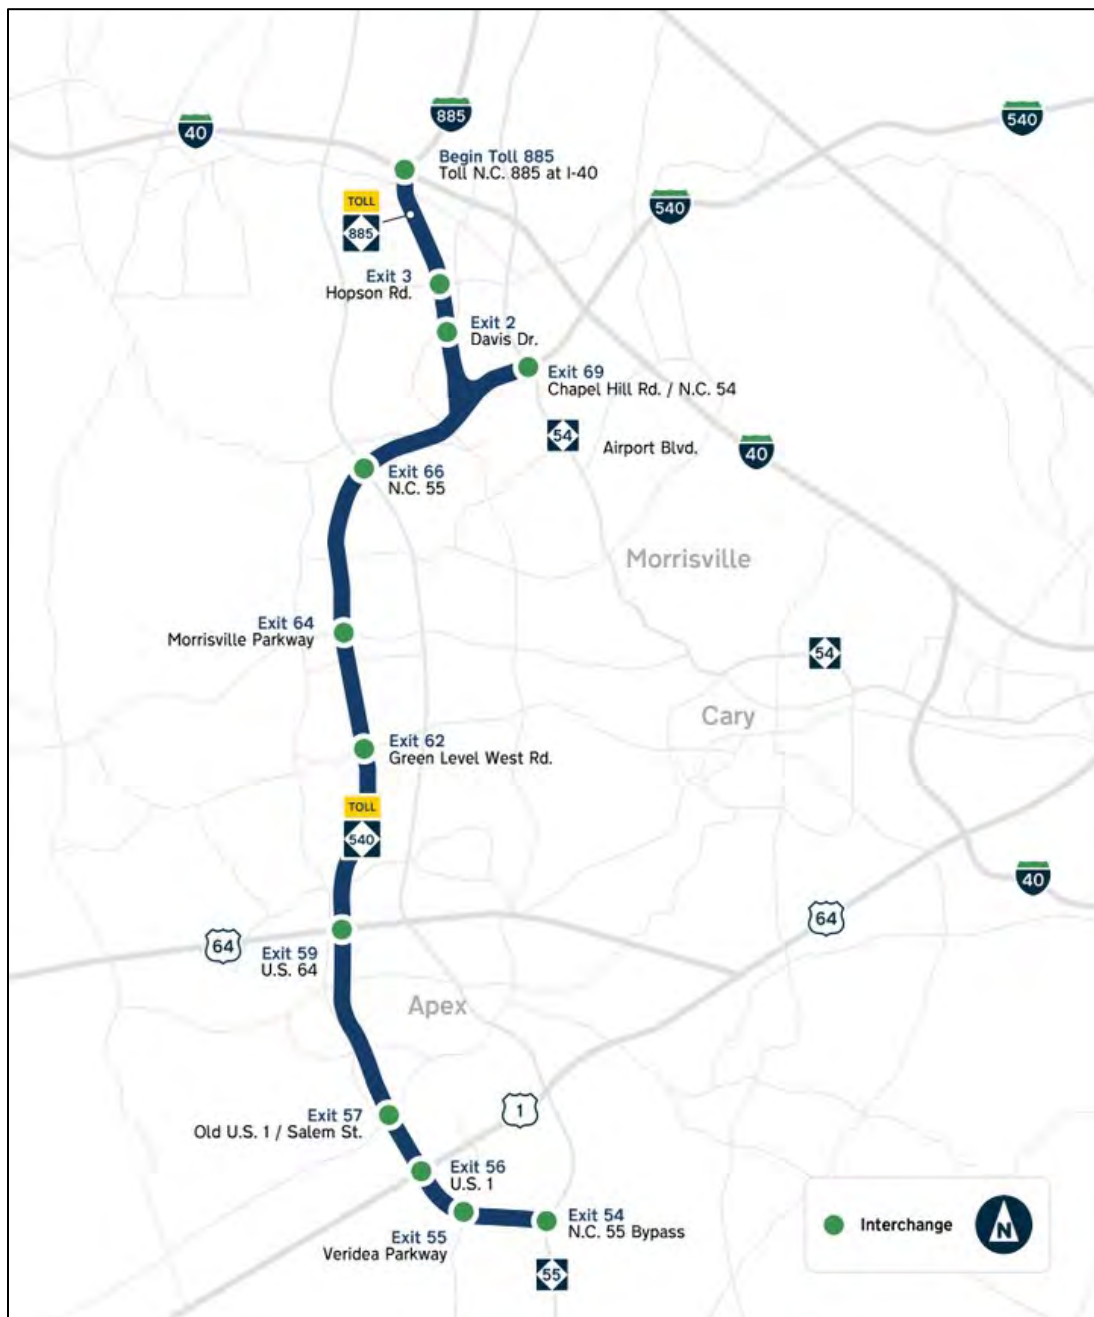 885
40
540
Begin Toll 885
Toll N.C. 885 at I-40
TOLL
885
540
Exit 3
Hopson Rd.
Exit 2
Davis Dr.
Exit 69
Chapel Hill Rd. / N.C. 54
54
Airport Blvd.
40
Exit 66
N.C. 55
Morrisville
Exit 64
Morrisville Parkway
54
Cary
Exit 62
Green Level West Rd.
TOLL
540
40
64
64
Exit 59
U.S. 64
Apex
1
Exit 57
Old U.S. 1 / Salem St.
Exit 56
U.S. 1
Exit 55
Veridea Parkway
Exit 54
N.C. 55 Bypass
55
Interchange
N